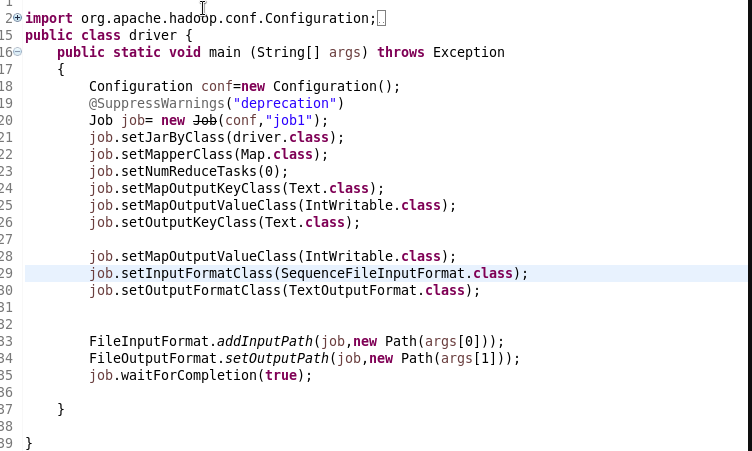 1
2 import org.apache.hadoop.conf.Configuration;
15 public class driver {
16 public static void main (String[] args) throws Exception
17 {
18 Configuration conf=new Configuration();
19 @SuppressWarnings("deprecation")
20 Job job= new Job(conf,"job1");
21 job.setJarByClass(driver.class);
22 job.setMapperClass(Map.class);
23 job.setNumReduceTasks(0);
24 job.setMapOutputKeyClass(Text.class);
25 job.setMapOutputValueClass(IntWritable.class);
26 job.setOutputKeyClass(Text.class);
27
28 job.setMapOutputValueClass(IntWritable.class);
29 job.setInputFormatClass(SequenceFileInputFormat.class);
30 job.setOutputFormatClass(TextOutputFormat.class);
31
32
33 FileInputFormat.addInputPath(job,new Path(args[0]));
34 FileOutputFormat.setOutputPath(job,new Path(args[1]));
35 job.waitForCompletion(true);
36
37 }
38
39 }